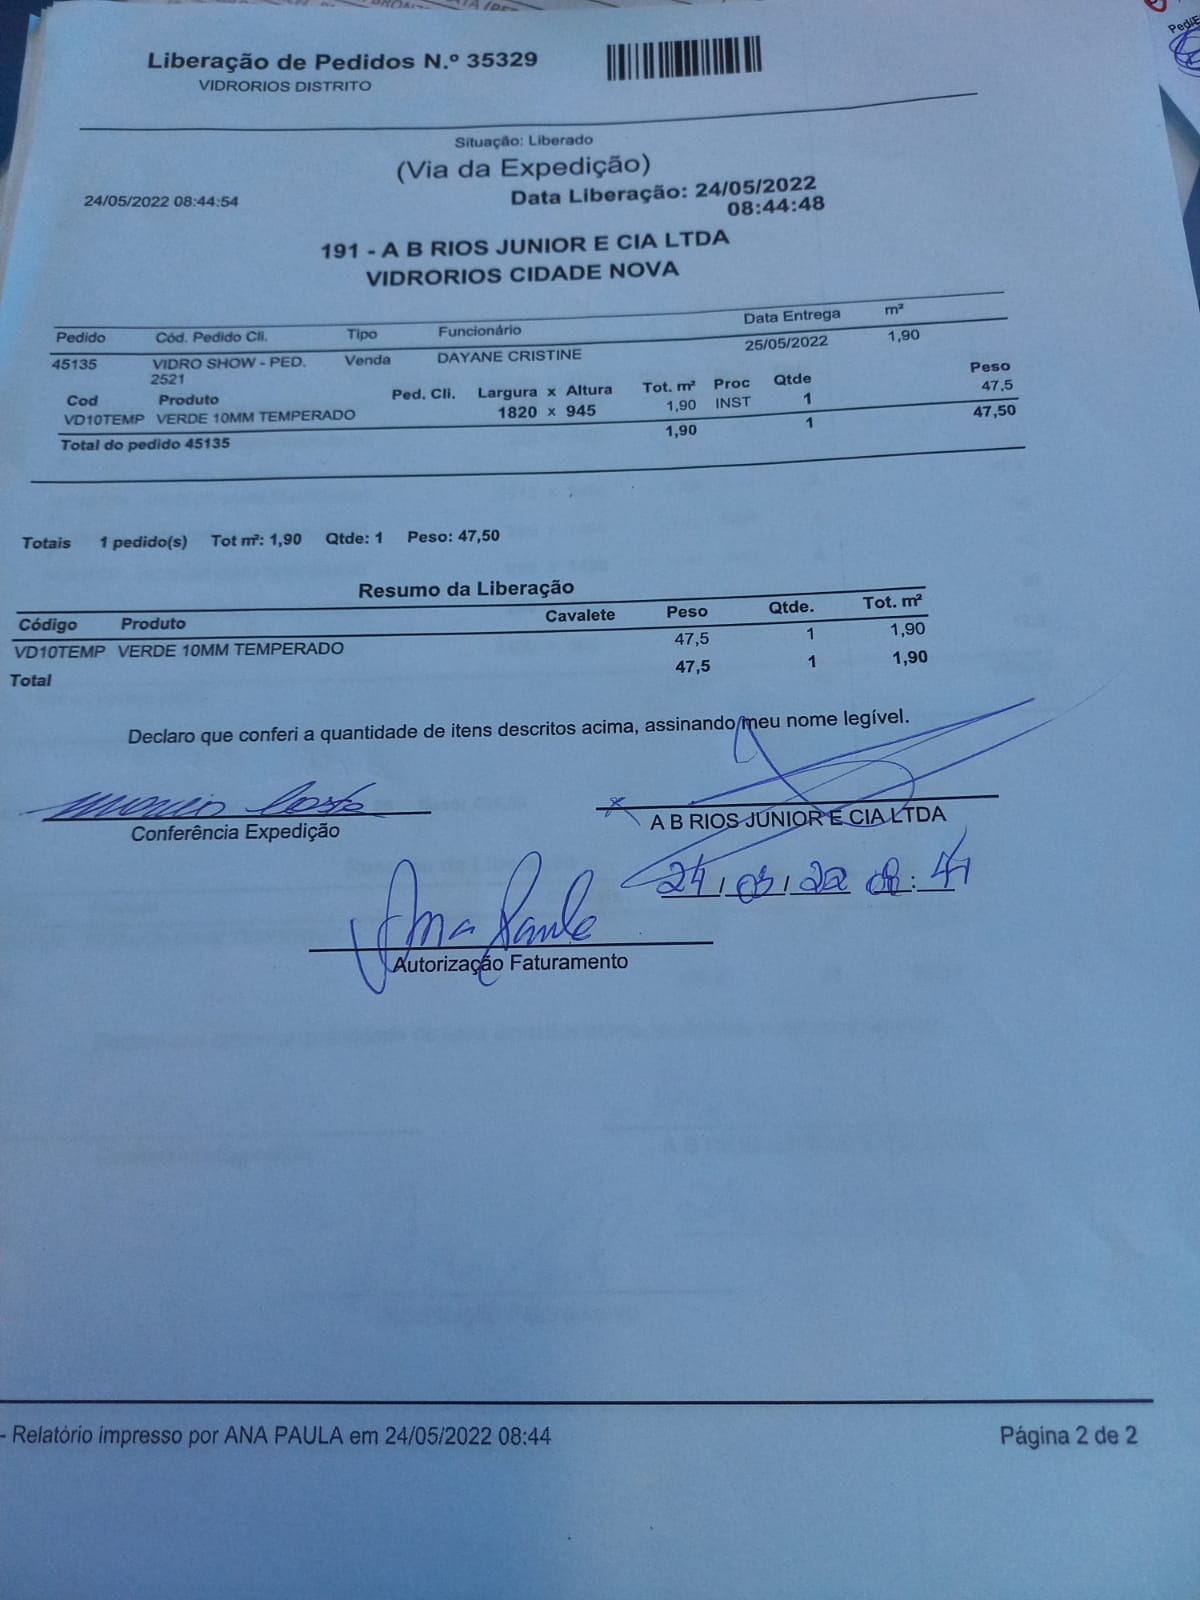 Liberação de Pedidos N.º 35329
VIDRORIOS DISTRITO
Situação: Liberado
(Via da Expedição)
24/05/2022 08:44:54 Data Liberação: 24/05/2022
08:44:48
191 - A B RIOS JUNIOR E CIA LTDA
VIDRORIOS CIDADE NOVA
Pedido Cód. Pedido Cli. Tipo Funcionário Data Entrega m²
45135 VIDRO SHOW - PED. Venda DAYANE CRISTINE 25/05/2022 1,90
2521
Cod Produto Ped. Cli. Largura x Altura Tot. m² Proc Qtde Peso
VD10TEMP VERDE 10MM TEMPERADO 1820 x 945 1,90 INST 1 47,5
Total do pedido 45135 1,90 1 47,50
Totais 1 pedido(s) Tot m²: 1,90 Qtde: 1 Peso: 47,50
Resumo da Liberação
Código Produto Cavalete Peso Qtde. Tot. m²
VD10TEMP VERDE 10MM TEMPERADO 47,5 1 1,90
Total 47,5 1 1,90
Declaro que conferi a quantidade de itens descritos acima, assinando meu nome legível.
Costa
Conferência Expedição A B RIOS JUNIOR E CIA LTDA
Ana Paula
Autorização Faturamento
- Relatório impresso por ANA PAULA em 24/05/2022 08:44 Página 2 de 2